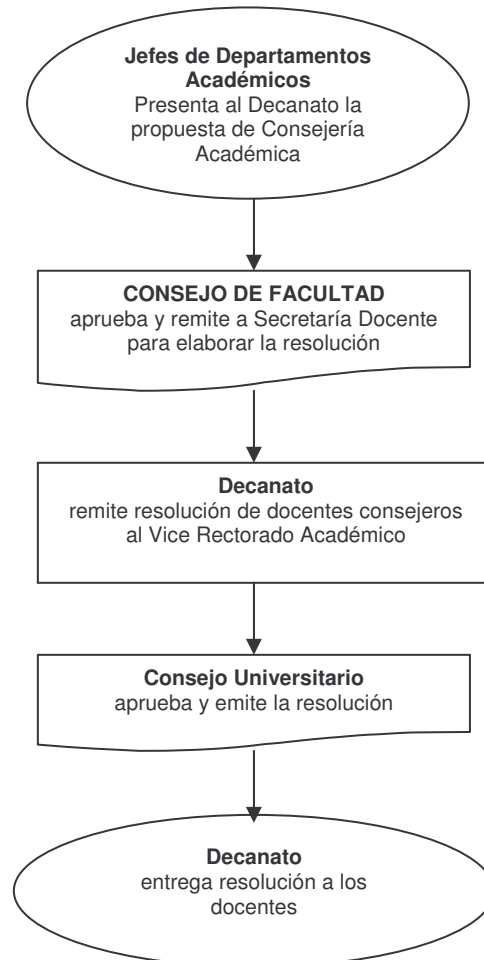 Jefes de Departamentos
Académicos
Presenta al Decanato la
propuesta de Consejería
Académica
CONSEJO DE FACULTAD
aprueba y remite a Secretaría Docente
para elaborar la resolución
Decanato
remite resolución de docentes consejeros
al Vice Rectorado Académico
Consejo Universitario
aprueba y emite la resolución
Decanato
entrega resolución a los
docentes